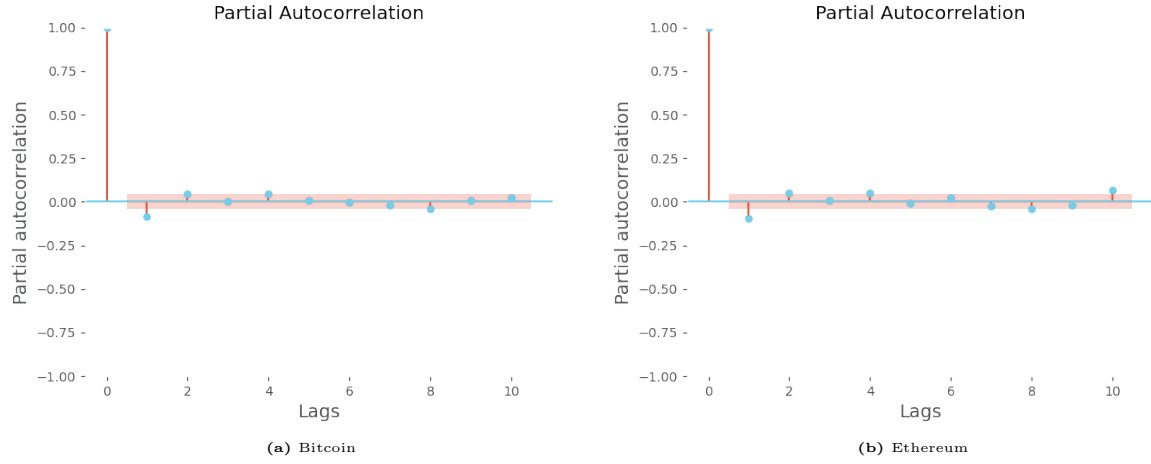 Partial Autocorrelation
1.00
0.75
0.50
0.25
0.00
−0.25
−0.50
−0.75
−1.00
Partial autocorrelation
0 2 4 6 8 10
Lags
(a) Bitcoin
Partial Autocorrelation
1.00
0.75
0.50
0.25
0.00
−0.25
−0.50
−0.75
−1.00
Partial autocorrelation
0 2 4 6 8 10
Lags
(b) Ethereum